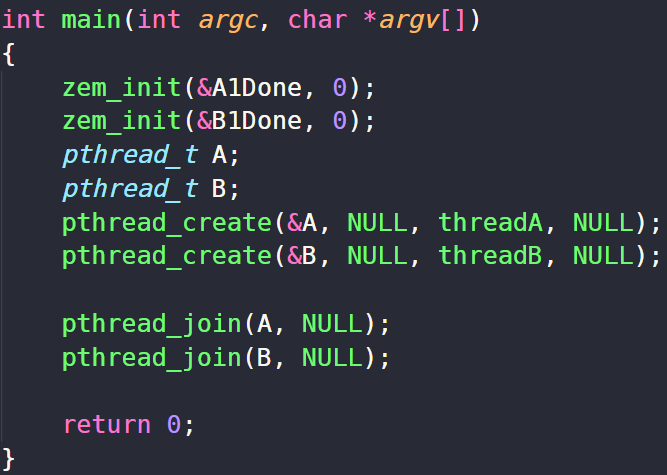 int main(int argc, char *argv[])
{
    zem_init(&A1Done, 0);
    zem_init(&B1Done, 0);
    pthread_t A;
    pthread_t B;
    pthread_create(&A, NULL, threadA, NULL);
    pthread_create(&B, NULL, threadB, NULL);

    pthread_join(A, NULL);
    pthread_join(B, NULL);

    return 0;
}